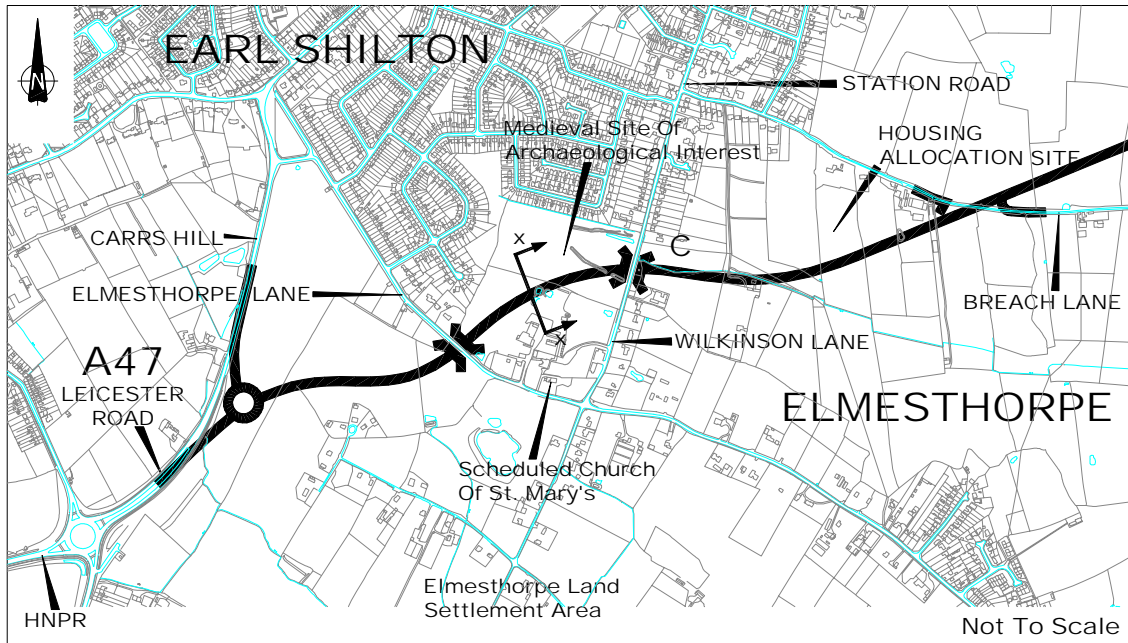 EARL SHILTON
N
STATION ROAD
Medieval Site Of
Archaeological Interest
HOUSING
ALLOCATION SITE
CARRS HILL
x
C
B
ELMESTHORPE LANE
BREACH LANE
x
WILKINSON LANE
A47
LEICESTER
ROAD
ELMESTHORPE
Scheduled Church
Of St. Mary's
Elmesthorpe Land
Settlement Area
HNPR
Not To Scale